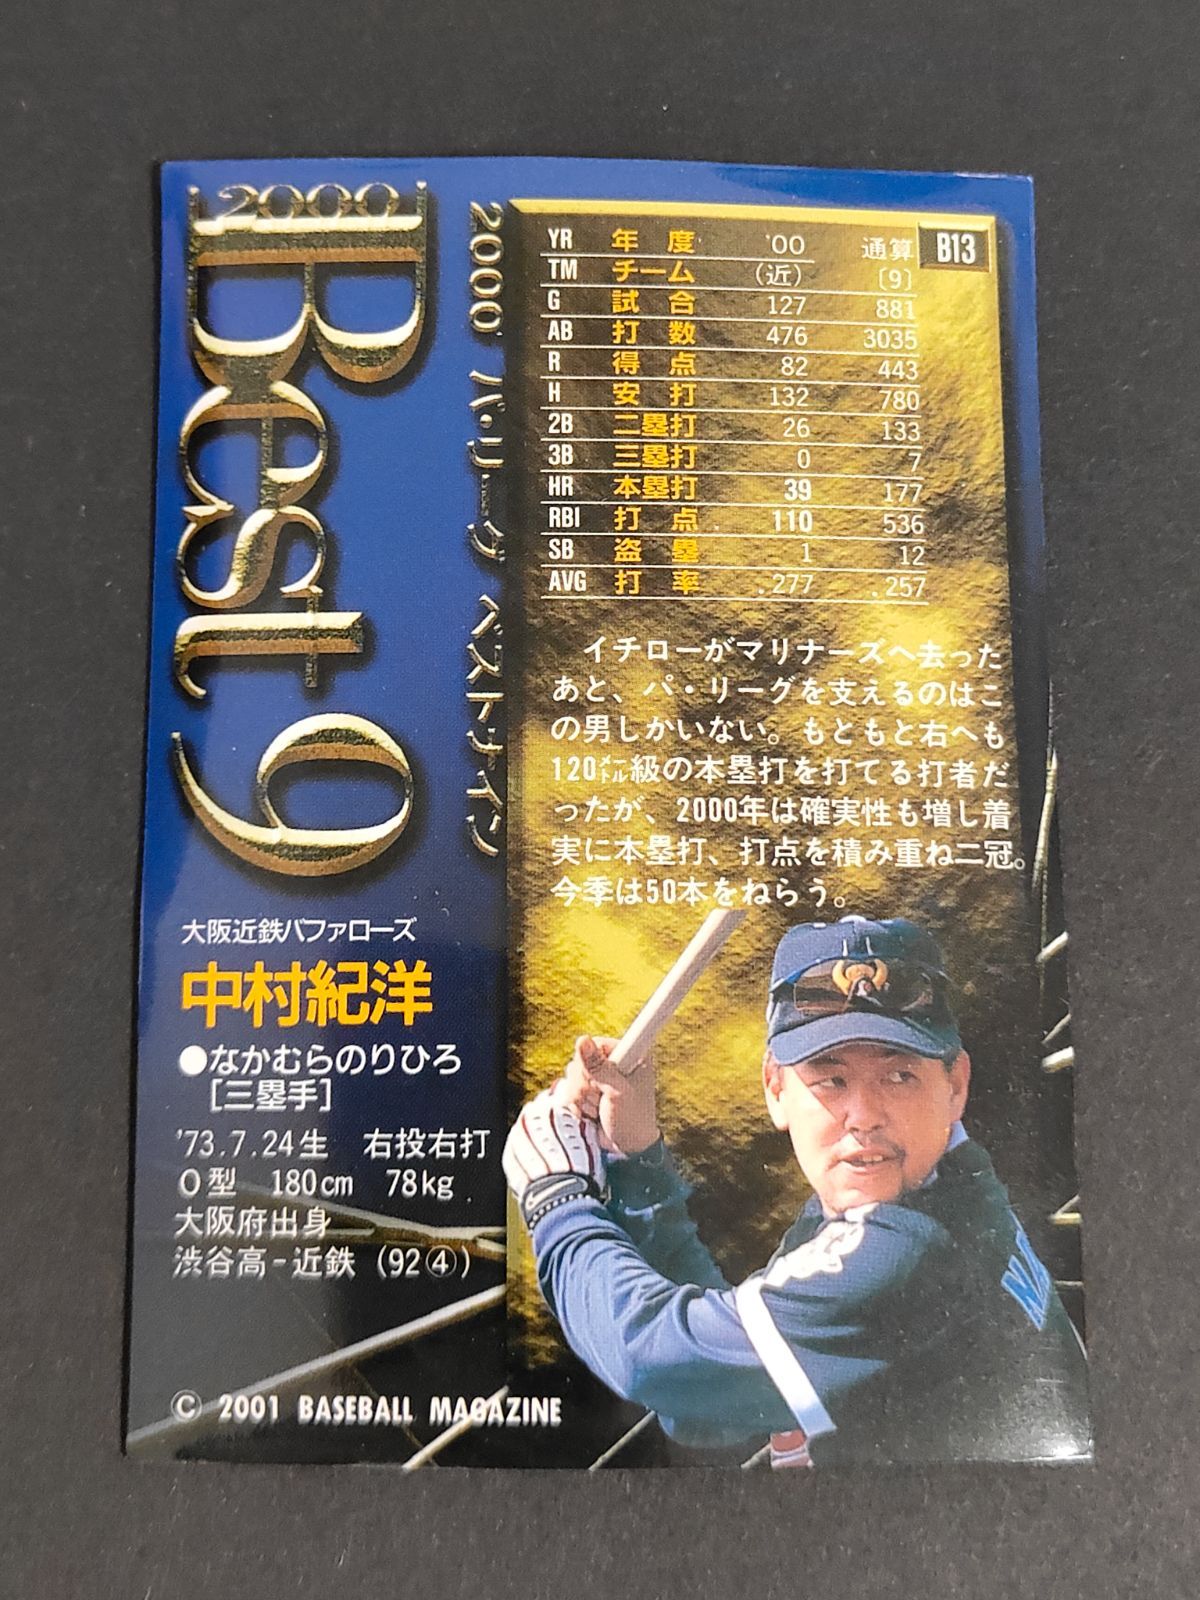 2000
Best 9
2000 パ・リーグ ベストナイン
B13
YR 年度 '00 通算
TM チーム (近) [9]
G 試合 127 881
AB 打数 476 3035
R 得点 82 443
H 安打 132 780
2B 二塁打 26 133
3B 三塁打 0 7
HR 本塁打 39 177
RBI 打点 110 536
SB 盗塁 1 12
AVG 打率 .277 .257
イチローがマリナーズへ去った
あと、パ・リーグを支えるのはこ
の男しかいない。もともと右へも
120㍍級の本塁打を打てる打者だ
ったが、2000年は確実性も増し着
実に本塁打、打点を積み重ね二冠。
今季は50本をねらう。
大阪近鉄バファローズ
中村紀洋
●なかむらのりひろ
[三塁手]
'73.7.24生 右投右打
O型 180cm 78kg
大阪府出身
渋谷高-近鉄 (92④)
© 2001 BASEBALL MAGAZINE
NA